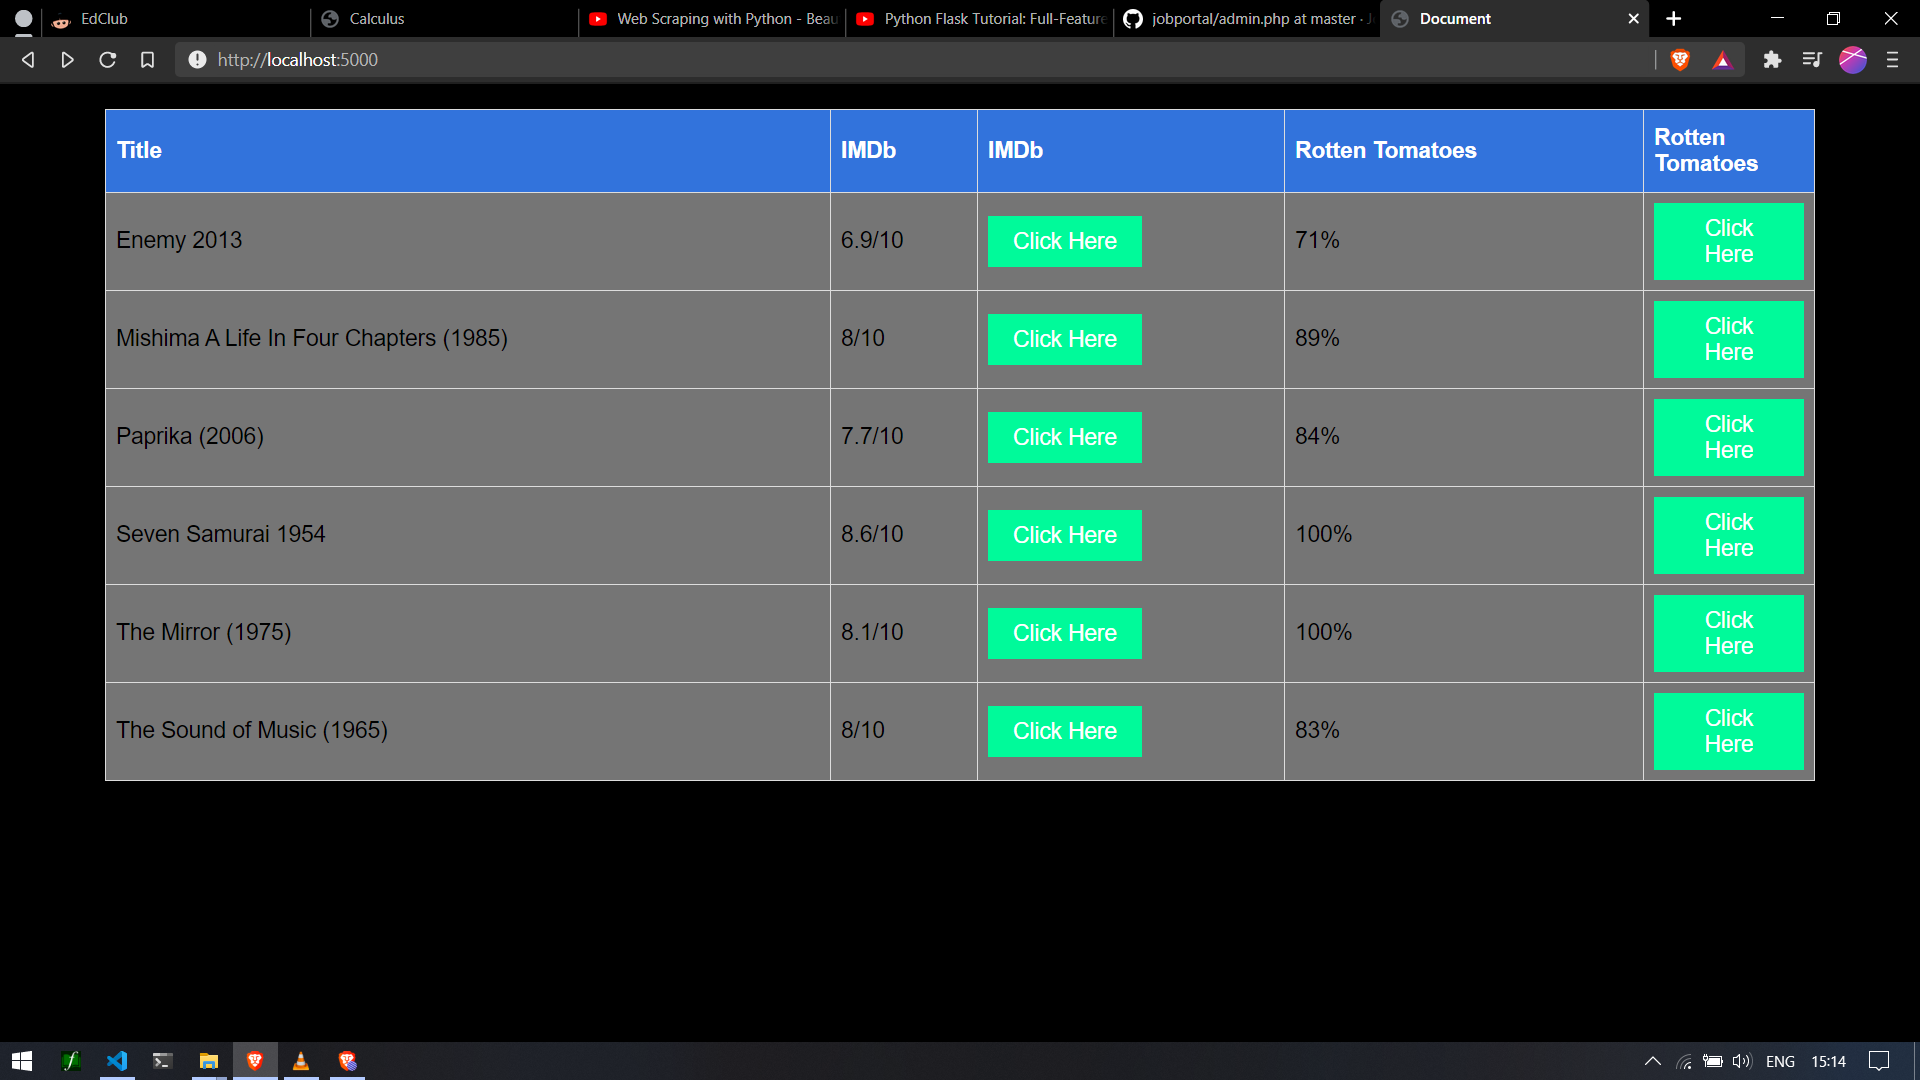 EdClub
Calculus
Web Scraping with Python - Beau
Python Flask Tutorial: Full-Feature
jobportal/admin.php at master · J
Document
http://localhost:5000
Title IMDb IMDb Rotten Tomatoes Rotten
Tomatoes
Enemy 2013 6.9/10 Click Here 71% Click
Here
Mishima A Life In Four Chapters (1985) 8/10 Click Here 89% Click
Here
Paprika (2006) 7.7/10 Click Here 84% Click
Here
Seven Samurai 1954 8.6/10 Click Here 100% Click
Here
The Mirror (1975) 8.1/10 Click Here 100% Click
Here
The Sound of Music (1965) 8/10 Click Here 83% Click
Here
ENG 15:14